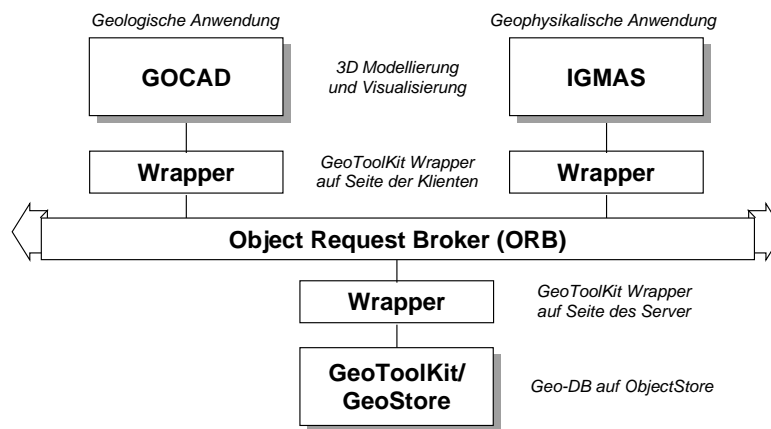 Geologische Anwendung
Geophysikalische Anwendung
GOCAD
3D Modellierung
und Visualisierung
IGMAS
Wrapper
GeoToolKit Wrapper
auf Seite der Klienten
Wrapper
Object Request Broker (ORB)
Wrapper
GeoToolKit Wrapper
auf Seite des Server
GeoToolKit/
GeoStore
Geo-DB auf ObjectStore